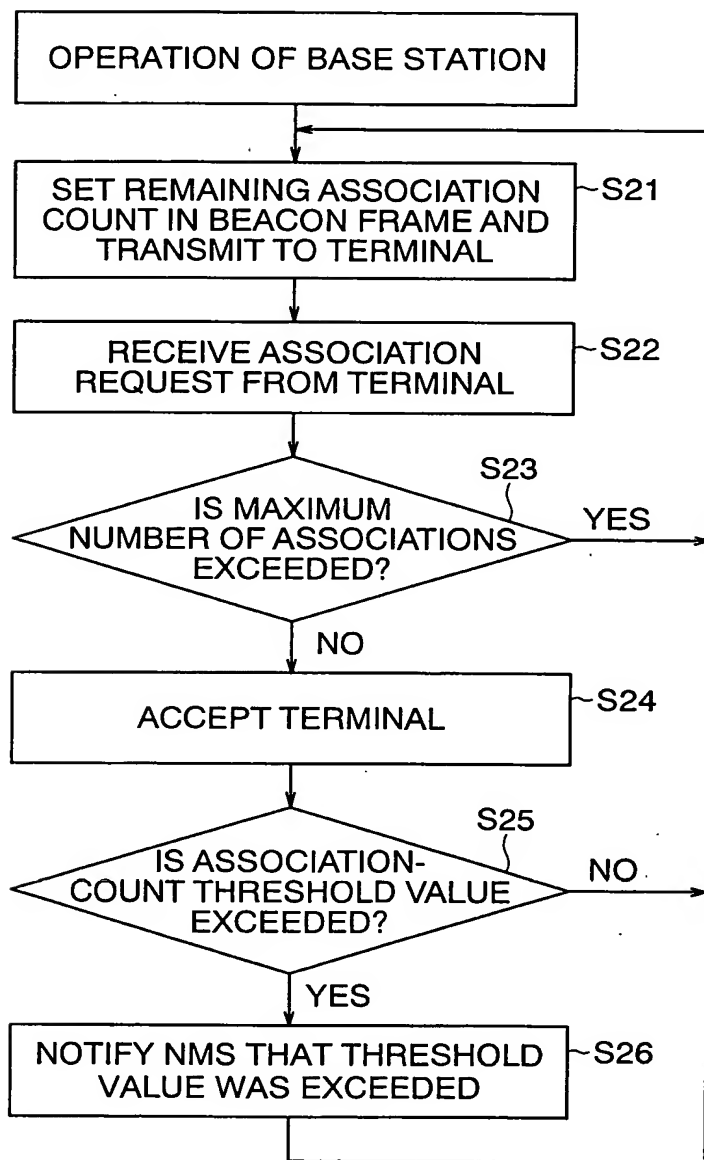 OPERATION OF BASE STATION
SET REMAINING ASSOCIATION
COUNT IN BEACON FRAME AND
TRANSMIT TO TERMINAL
S21
RECEIVE ASSOCIATION
REQUEST FROM TERMINAL
S22
S23
IS MAXIMUM
NUMBER OF ASSOCIATIONS
EXCEEDED?
YES
NO
ACCEPT TERMINAL
S24
S25
IS ASSOCIATION-
COUNT THRESHOLD VALUE
EXCEEDED?
NO
YES
NOTIFY NMS THAT THRESHOLD
VALUE WAS EXCEEDED
S26